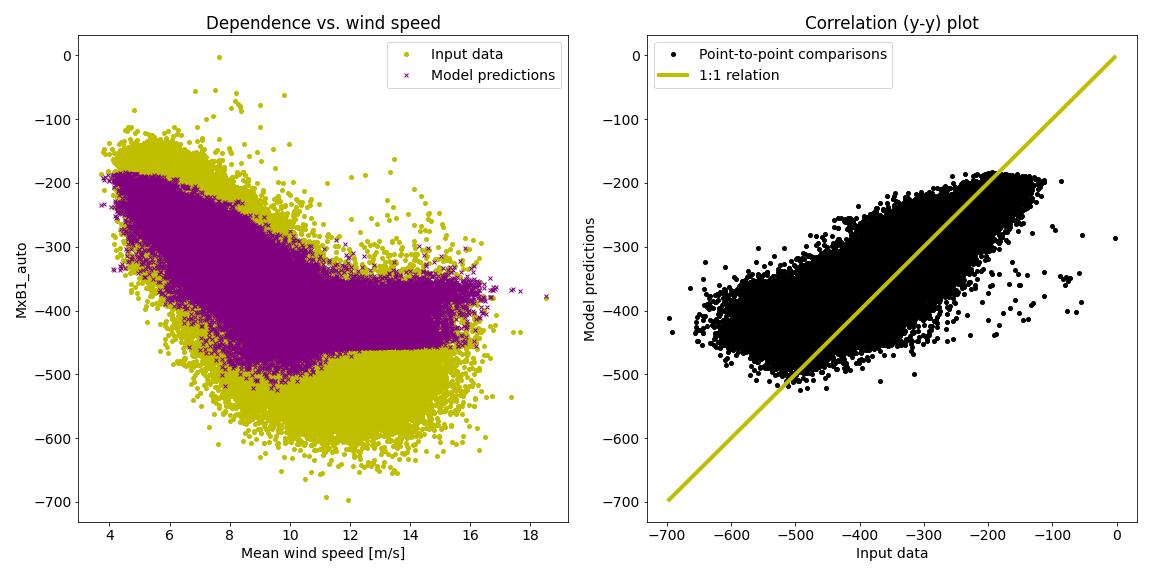 Dependence vs. wind speed
Input data
Model predictions
0
−100
−200
−300
−400
−500
−600
−700
MxB1_auto
4 6 8 10 12 14 16 18
Mean wind speed [m/s]
Correlation (y-y) plot
Point-to-point comparisons
1:1 relation
0
−100
−200
−300
−400
−500
−600
−700
Model predictions
−700 −600 −500 −400 −300 −200 −100 0
Input data